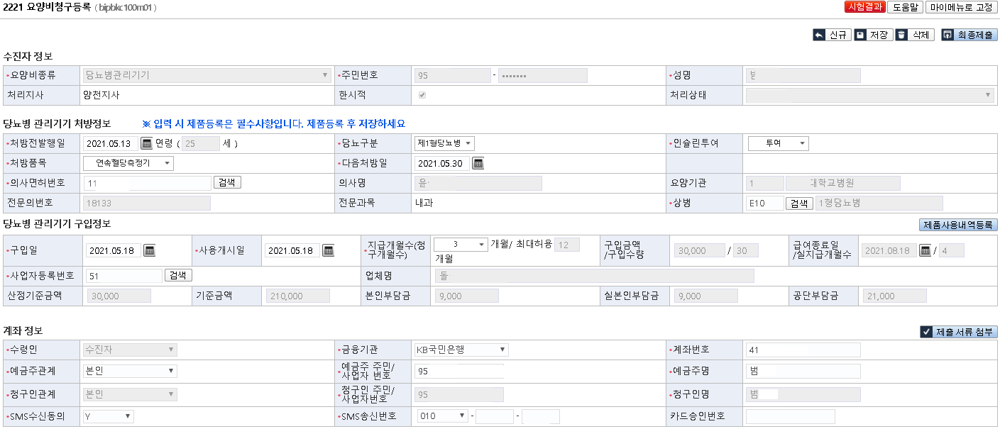 2221 요양비청구등록 ( bipbkc100m01 )
시험결과 도움말 마이메뉴로 고정
신규 저장 삭제 최종제출
수진자 정보
*요양비종류 당뇨병관리기기 *주민번호 95 - ••••••• *성명
처리지사 양천지사 한시적 처리상태
당뇨병 관리기기 처방정보 ※ 입력 시 제품등록은 필수사항입니다. 제품등록 후 저장하세요
*처방전발행일 2021.05.13 연령 ( 25 세 ) *당뇨구분 제1형당뇨병 *인슐린투여 투여
*처방품목 연속혈당측정기 *다음처방일 2021.05.30
*의사면허번호 11 검색 의사명 윤 요양기관 1 대학교병원
전문의번호 18133 전문과목 내과 *상병 E10 검색 1형당뇨병
당뇨병 관리기기 구입정보 제품사용내역등록
*구입일 2021.05.18 *사용개시일 2021.05.18 *지급개월수(청구개월수) 3 개월/ 최대허용 12 개월 구입금액/구입수량 30,000 / 30 급여종료일/실지급개월수 2021.08.18 / 4
*사업자등록번호 51 검색 업체명 돌
산정기준금액 30,000 기준금액 210,000 본인부담금 9,000 실본인부담금 9,000 공단부담금 21,000
계좌 정보 제출 서류 첨부
*수령인 수진자 *금융기관 KB국민은행 *계좌번호 41
*예금주관계 본인 *예금주 주민/사업자 번호 95 *예금주명 범
*청구인관계 본인 *청구인 주민/사업자번호 95 *청구인명 범
*SMS수신동의 Y *SMS송신번호 010 - - 카드승인번호